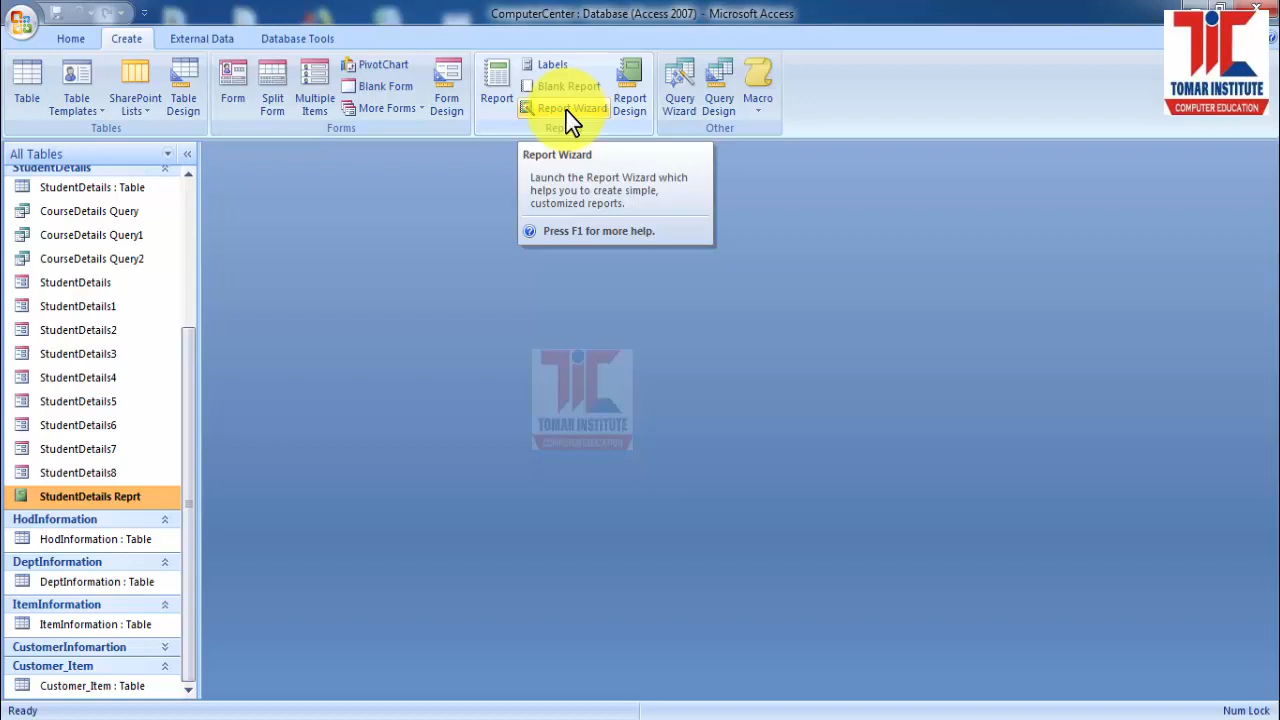 ComputerCenter : Database (Access 2007) - Microsoft Access
Home Create External Data Database Tools
Table
Table Templates
SharePoint Lists
Table Design
Tables
Form
Split Form
Multiple Items
PivotChart
Blank Form
More Forms
Form Design
Forms
Report
Labels
Blank Report
Report Wizard
Report Design
Query Wizard
Query Design
Macro
Other
TOMAR INSTITUTE
COMPUTER EDUCATION
Report Wizard
Launch the Report Wizard which
helps you to create simple,
customized reports.
Press F1 for more help.
All Tables
StudentDetails
StudentDetails : Table
CourseDetails Query
CourseDetails Query1
CourseDetails Query2
StudentDetails
StudentDetails1
StudentDetails2
StudentDetails3
StudentDetails4
StudentDetails5
StudentDetails6
StudentDetails7
StudentDetails8
StudentDetails Reprt
HodInformation
HodInformation : Table
DeptInformation
DeptInformation : Table
ItemInformation
ItemInformation : Table
CustomerInfomartion
Customer_Item
Customer_Item : Table
TOMAR INSTITUTE
COMPUTER EDUCATION
Ready
Num Lock